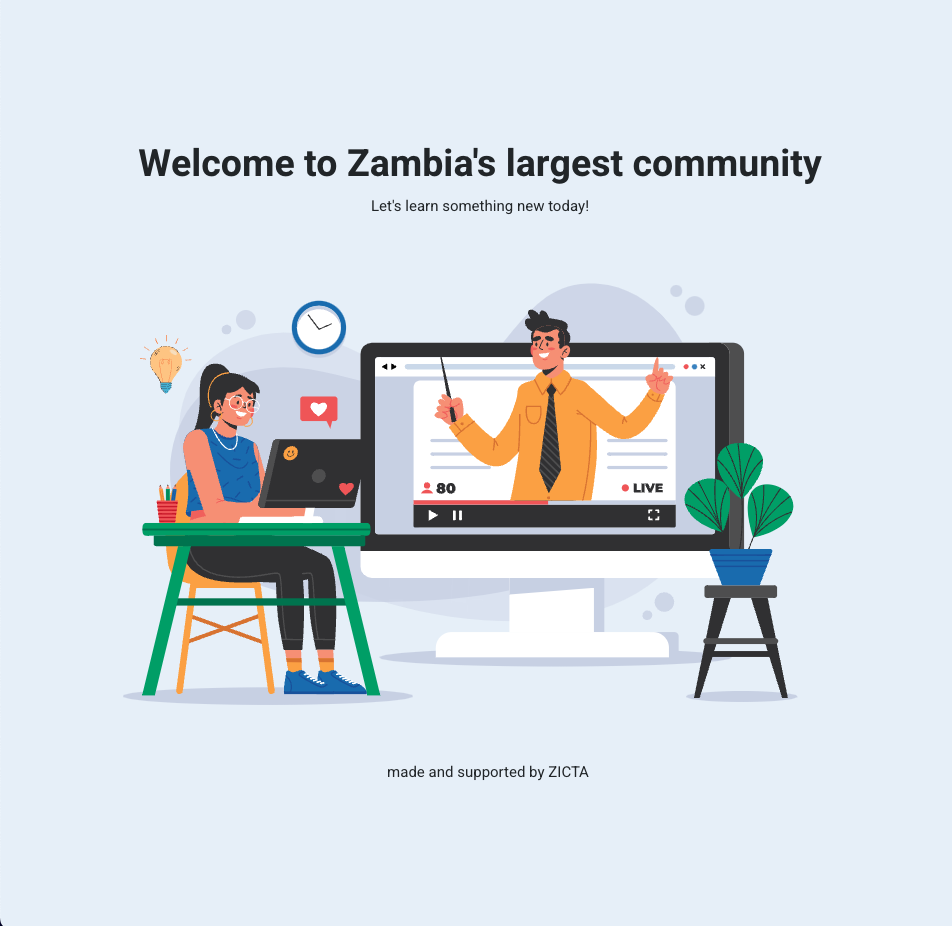 Welcome to Zambia's largest community
Let's learn something new today!
80
LIVE
made and supported by ZICTA